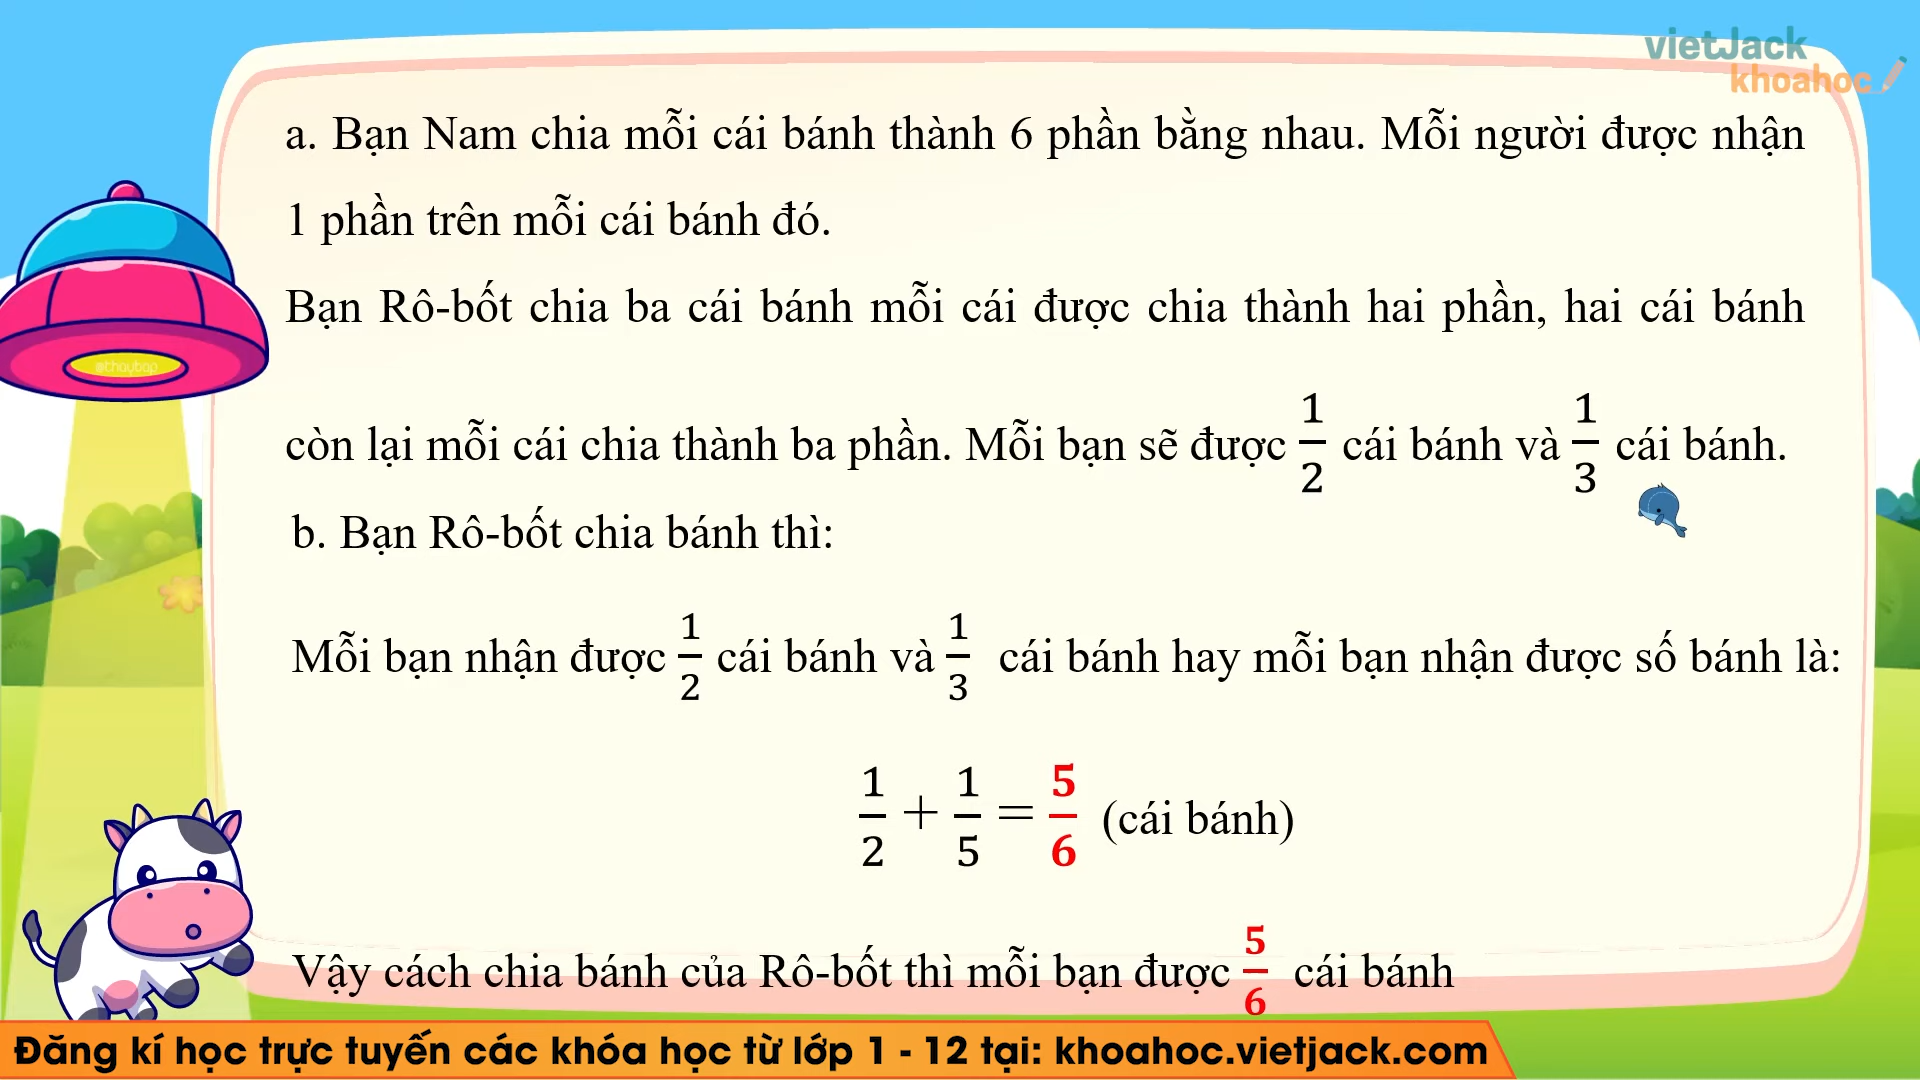 vietJack
khoahoc
a. Bạn Nam chia mỗi cái bánh thành 6 phần bằng nhau. Mỗi người được nhận
1 phần trên mỗi cái bánh đó.
Bạn Rô-bốt chia ba cái bánh mỗi cái được chia thành hai phần, hai cái bánh
còn lại mỗi cái chia thành ba phần. Mỗi bạn sẽ được 1/2 cái bánh và 1/3 cái bánh.
b. Bạn Rô-bốt chia bánh thì:
Mỗi bạn nhận được 1/2 cái bánh và 1/3 cái bánh hay mỗi bạn nhận được số bánh là:
1/2 + 1/5 = 5/6 (cái bánh)
Vậy cách chia bánh của Rô-bốt thì mỗi bạn được 5/6 cái bánh
@thaybap
Đăng kí học trực tuyến các khóa học từ lớp 1 - 12 tại: khoahoc.vietjack.com